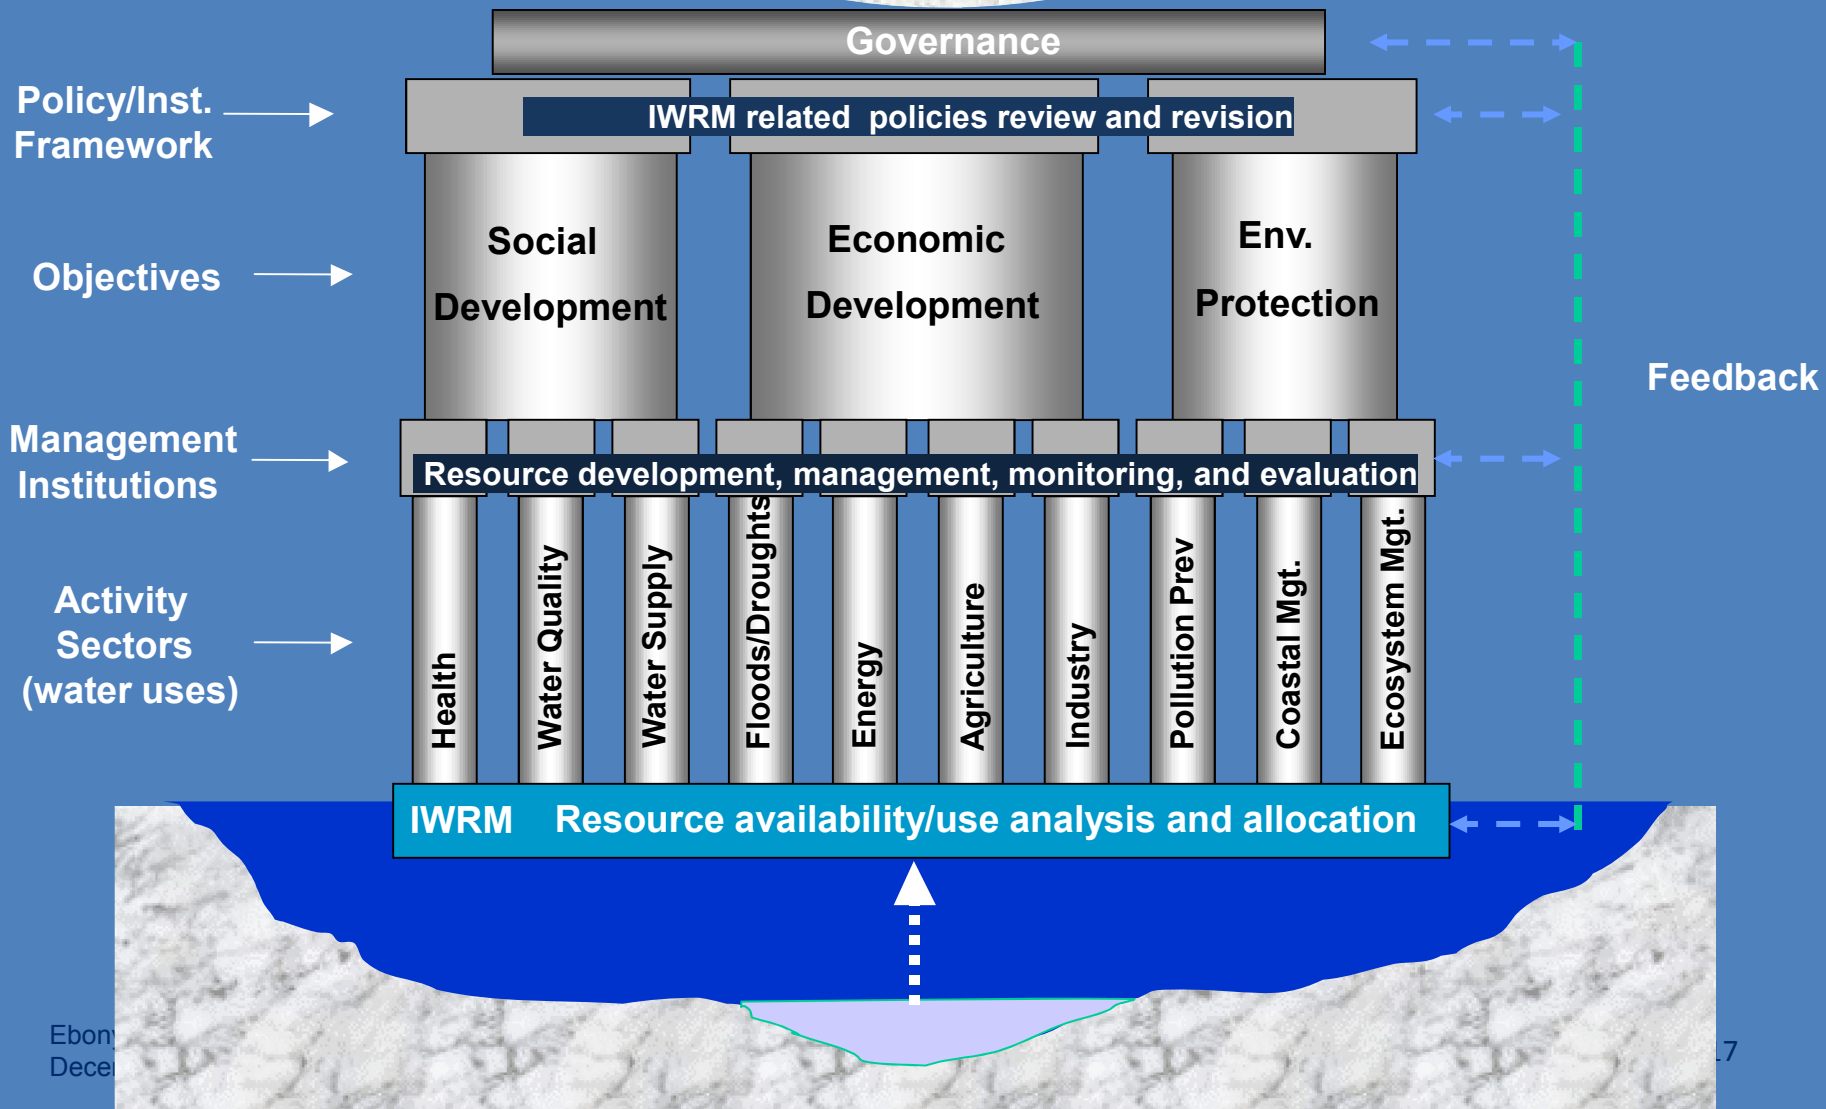 Governance
Policy/Inst.
Framework
IWRM related policies review and revision
Objectives
Social
Development
Economic
Development
Env.
Protection
Feedback
Management
Institutions
Resource development, management, monitoring, and evaluation
Activity
Sectors
(water uses)
Health
Water Quality
Water Supply
Floods/Droughts
Energy
Agriculture
Industry
Pollution Prev
Coastal Mgt.
Ecosystem Mgt.
IWRM Resource availability/use analysis and allocation